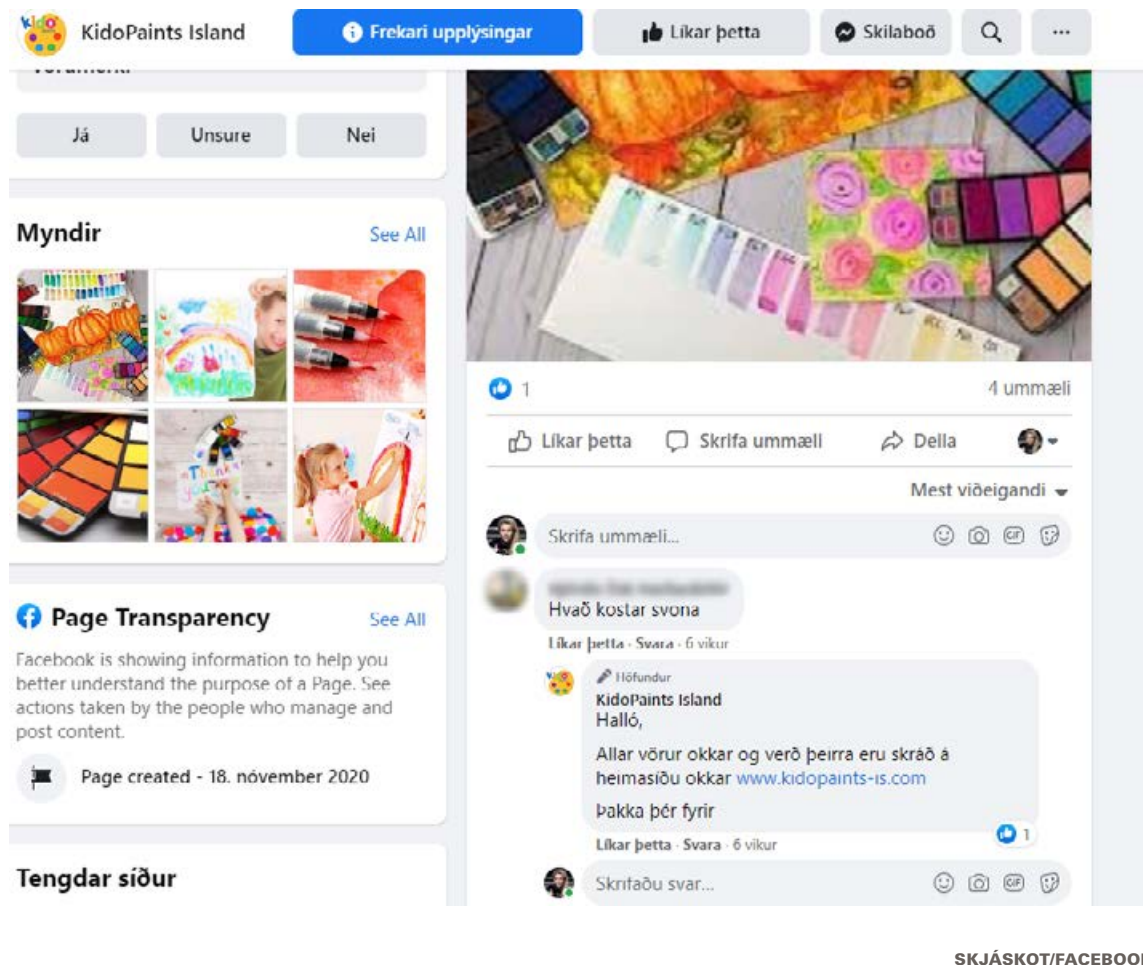 kido
KidoPaints Island
Frekari upplýsingar
Líkar þetta
Skilaboð
Já
Unsure
Nei
Myndir
See All
Page Transparency
See All
Facebook is showing information to help you
better understand the purpose of a Page. See
actions taken by the people who manage and
post content.
Page created - 18. nóvember 2020
Tengdar síður
1
4 ummæli
Líkar þetta
Skrifa ummæli
Deila
Mest viðeigandi
Skrifa ummæli...
GIF
Hvað kostar svona
Líkar þetta · Svara · 6 vikur
Höfundur
KidoPaints Island
Halló,
Allar vörur okkar og verð þeirra eru skráð á
heimasíðu okkar www.kidopaints-is.com
Þakka þér fyrir
1
Líkar þetta · Svara · 6 vikur
Skrifaðu svar...
GIF
SKJÁSKOT/FACEBOOK